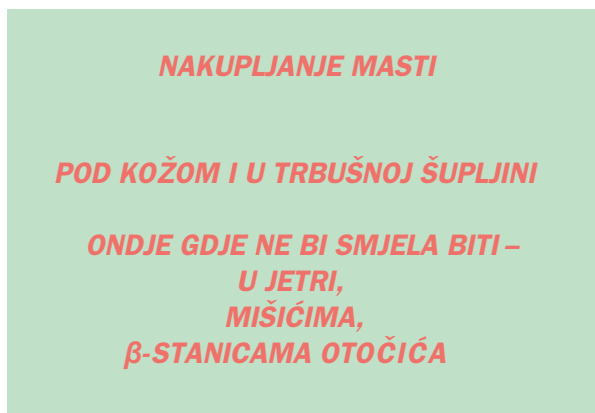 NAKUPLJANJE MASTI
POD KOŽOM I U TRBUŠNOJ ŠUPLJINI
ONDJE GDJE NE BI SMJELA BITI –
U JETRI,
MIŠIĆIMA,
β-STANICAMA OTOČIĆA